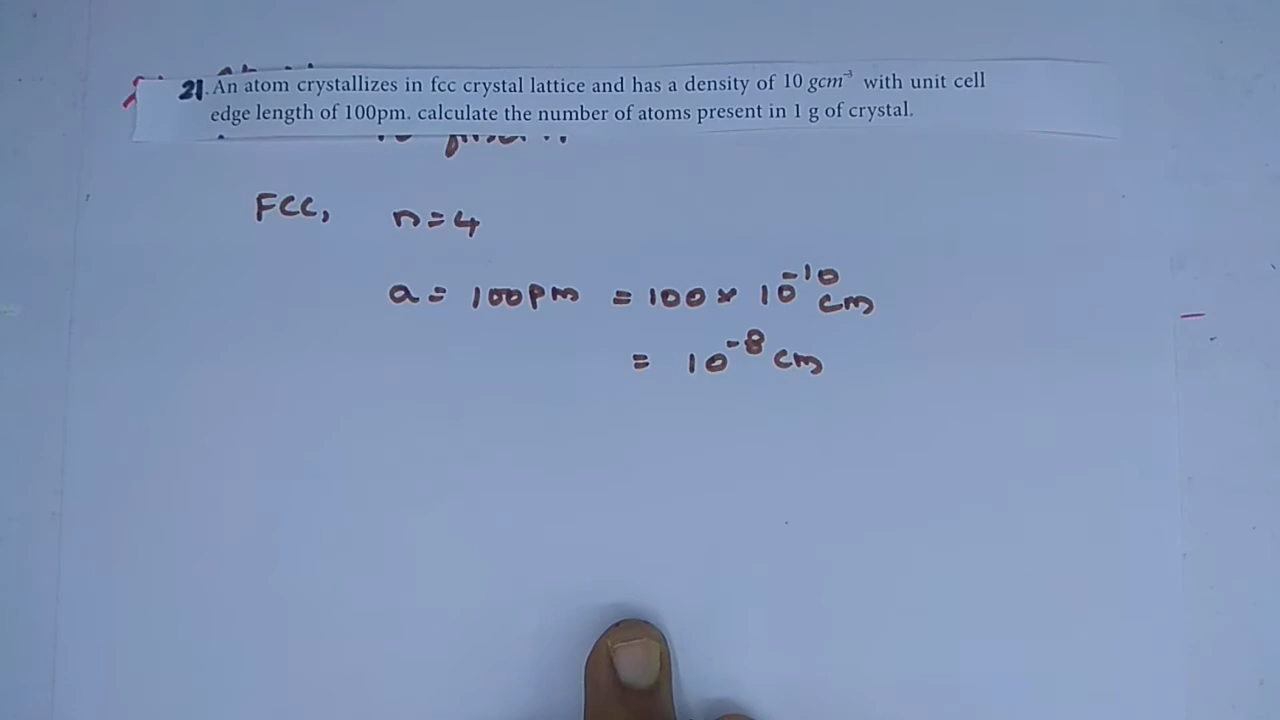 21. An atom crystallizes in fcc crystal lattice and has a density of 10 gcm⁻³ with unit cell
edge length of 100pm. calculate the number of atoms present in 1 g of crystal.
FCC, n=4
a = 100pm = 100 × 10⁻¹⁰ cm
= 10⁻⁸ cm